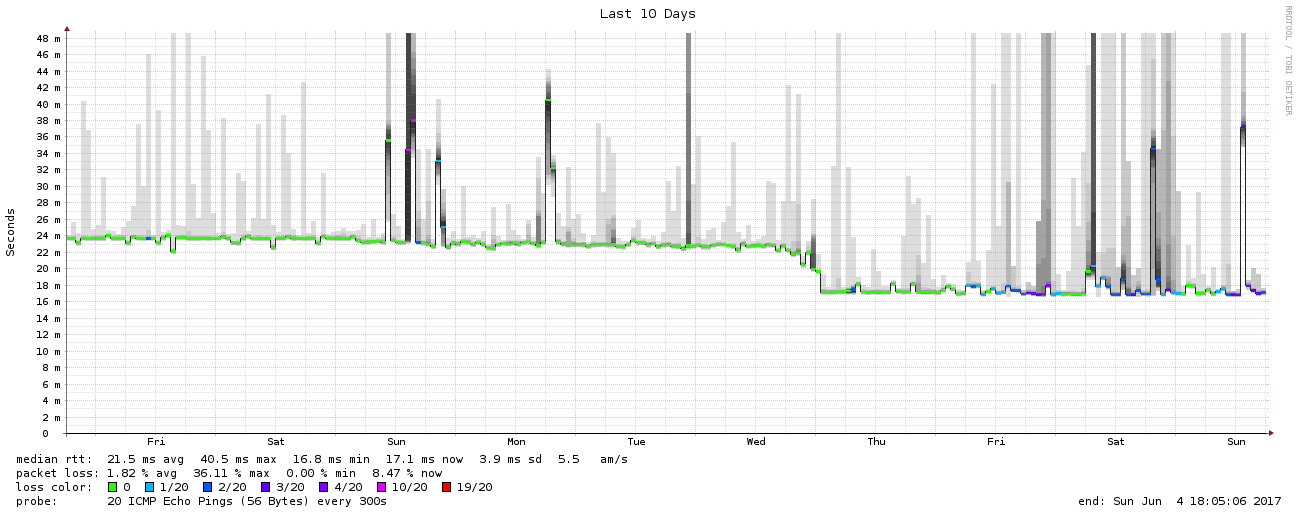 Last 10 Days
RRDTOOL / TOBI OETIKER
Seconds
48 m
46 m
44 m
42 m
40 m
38 m
36 m
34 m
32 m
30 m
28 m
26 m
24 m
22 m
20 m
18 m
16 m
14 m
12 m
10 m
8 m
6 m
4 m
2 m
0
Fri Sat Sun Mon Tue Wed Thu Fri Sat Sun
median rtt: 21.5 ms avg 40.5 ms max 16.8 ms min 17.1 ms now 3.9 ms sd 5.5 am/s
packet loss: 1.82 % avg 36.11 % max 0.00 % min 8.47 % now
loss color: 0 1/20 2/20 3/20 4/20 10/20 19/20
probe: 20 ICMP Echo Pings (56 Bytes) every 300s end: Sun Jun 4 18:05:06 2017